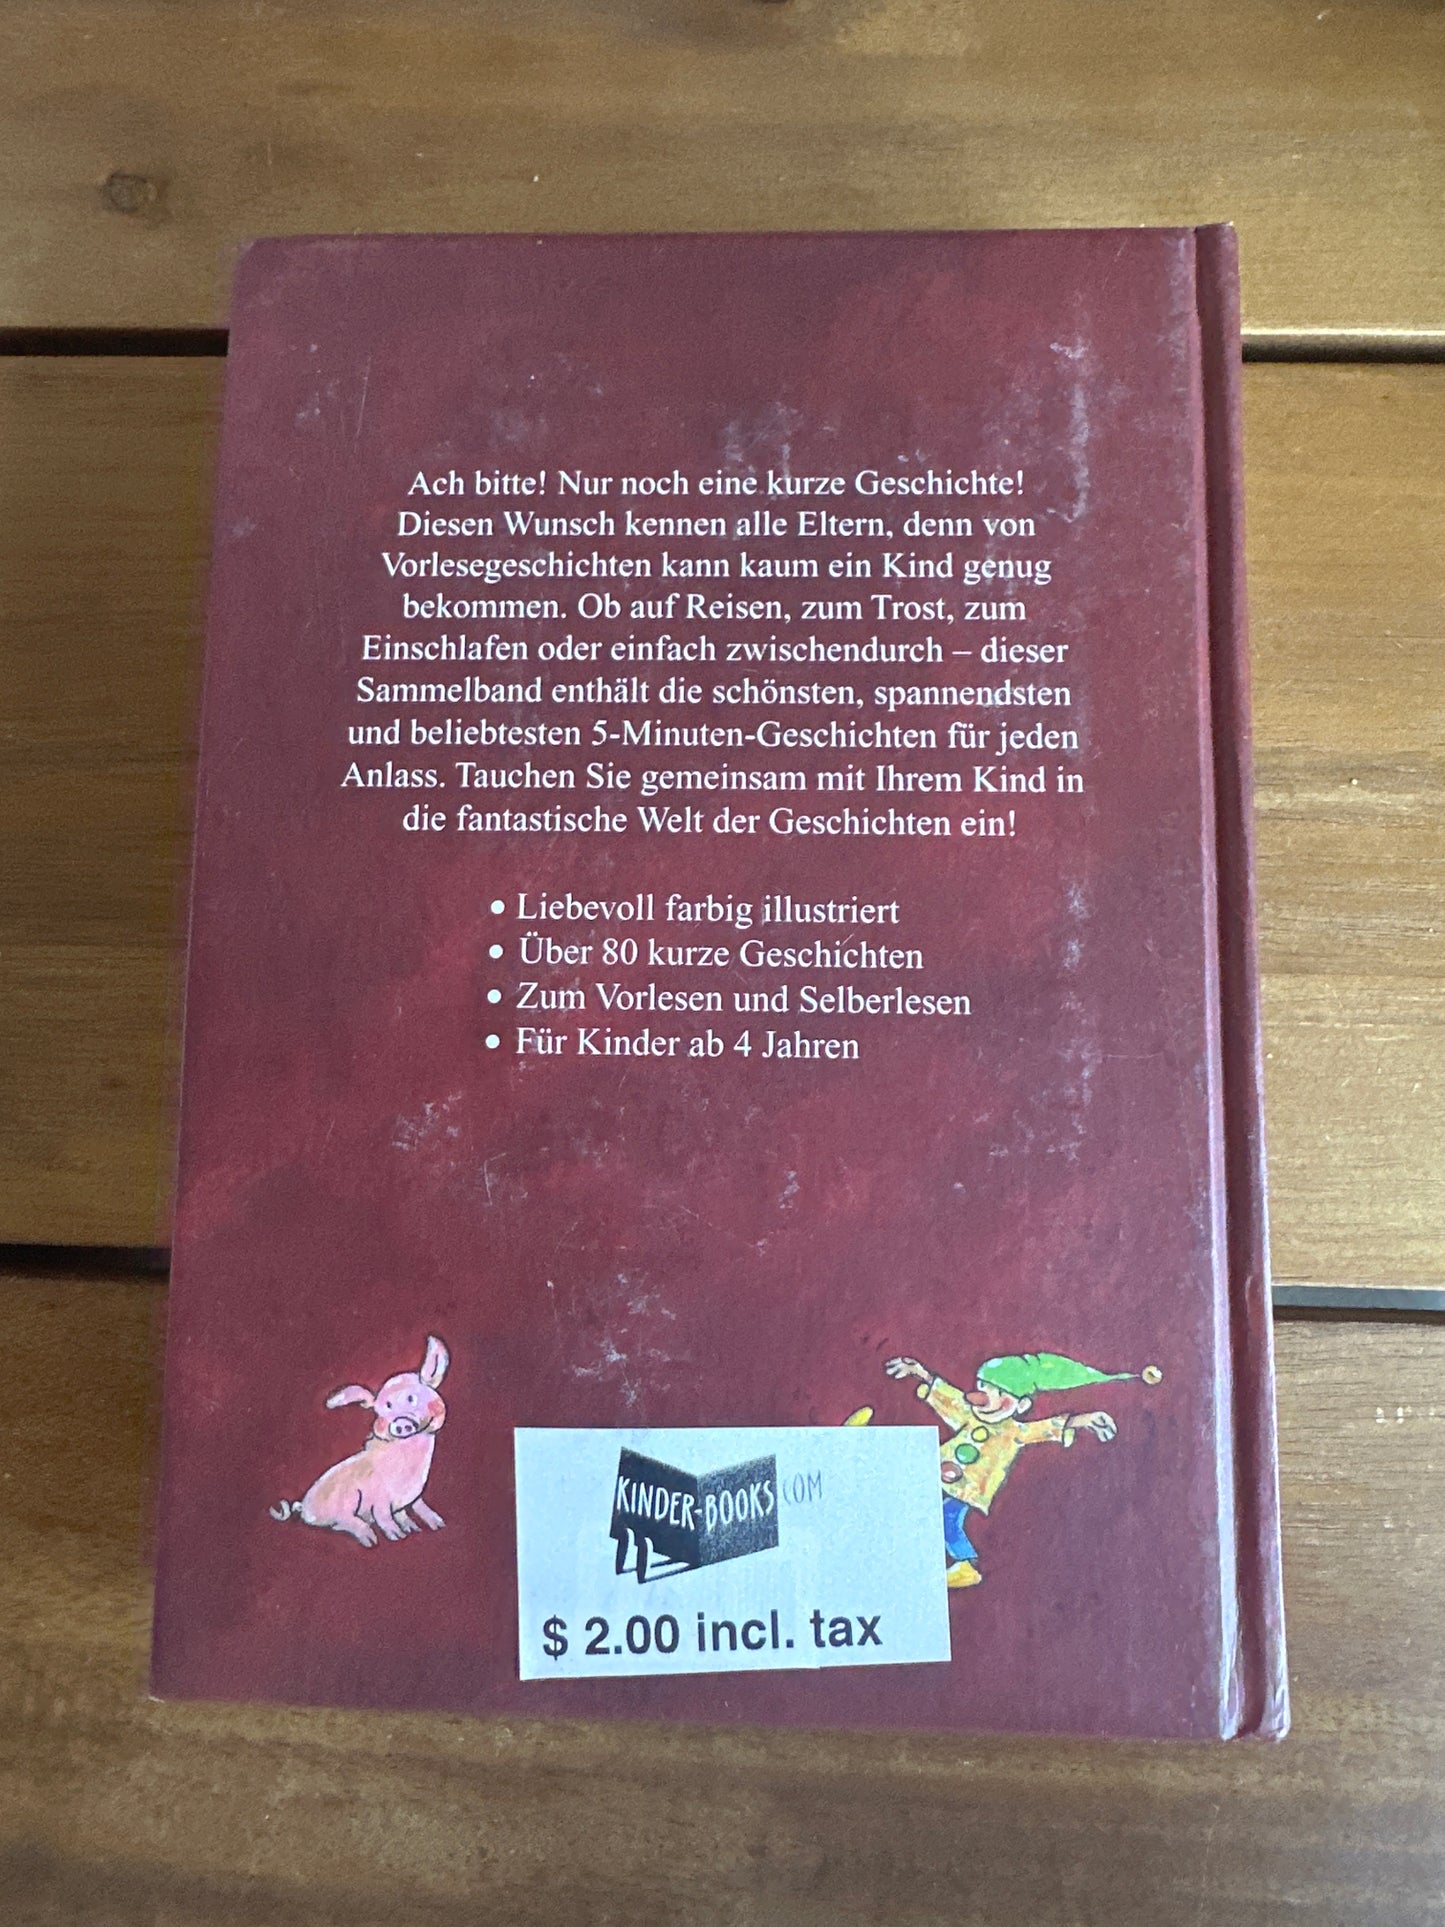 Ach bitte! Nur noch eine kurze Geschichte!
Diesen Wunsch kennen alle Eltern, denn von
Vorlesegeschichten kann kaum ein Kind genug
bekommen. Ob auf Reisen, zum Trost, zum
Einschlafen oder einfach zwischendurch – dieser
Sammelband enthält die schönsten, spannendsten
und beliebtesten 5-Minuten-Geschichten für jeden
Anlass. Tauchen Sie gemeinsam mit Ihrem Kind in
die fantastische Welt der Geschichten ein!
• Liebevoll farbig illustriert
• Über 80 kurze Geschichten
• Zum Vorlesen und Selberlesen
• Für Kinder ab 4 Jahren
KINDER-BOOKS.COM
$ 2.00 incl. tax